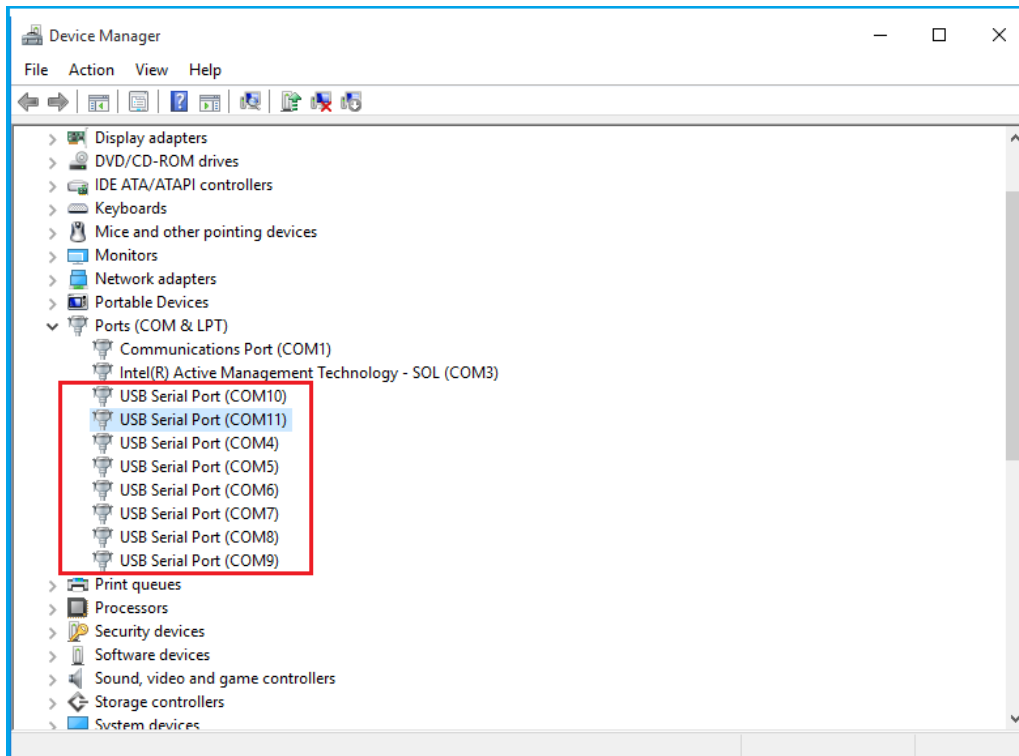 Device Manager
File Action View Help
Display adapters
DVD/CD-ROM drives
IDE ATA/ATAPI controllers
Keyboards
Mice and other pointing devices
Monitors
Network adapters
Portable Devices
Ports (COM & LPT)
Communications Port (COM1)
Intel(R) Active Management Technology - SOL (COM3)
USB Serial Port (COM10)
USB Serial Port (COM11)
USB Serial Port (COM4)
USB Serial Port (COM5)
USB Serial Port (COM6)
USB Serial Port (COM7)
USB Serial Port (COM8)
USB Serial Port (COM9)
Print queues
Processors
Security devices
Software devices
Sound, video and game controllers
Storage controllers
System devices